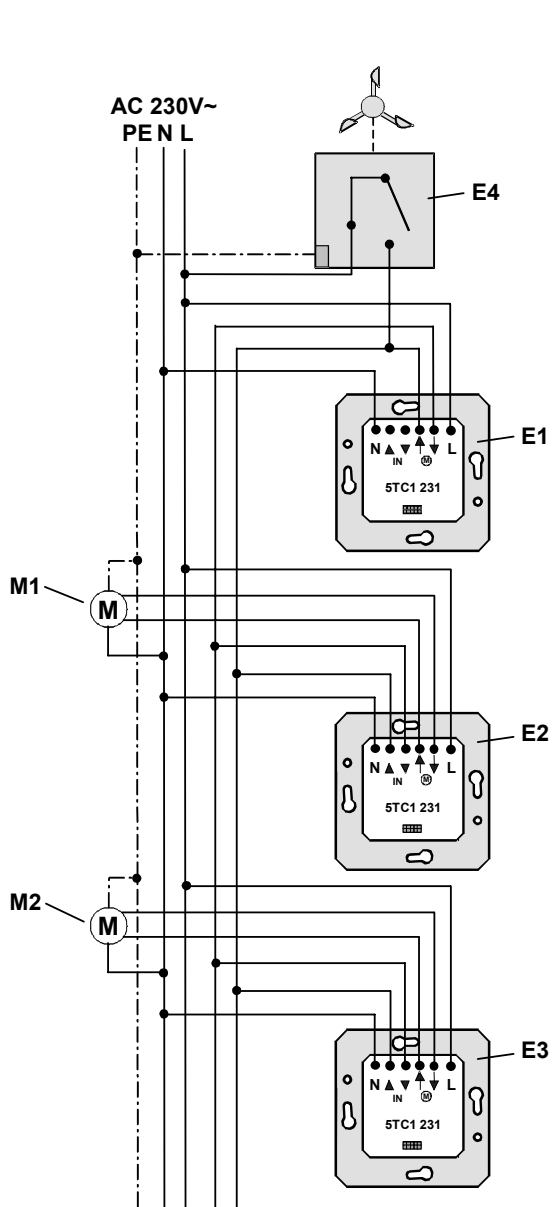 AC 230V~
PE N L
E4
E1
N ▲ ▼ ↑ ↓ L
IN M
5TC1 231
M1
M
E2
N ▲ ▼ ↑ ↓ L
IN M
5TC1 231
M2
M
E3
N ▲ ▼ ↑ ↓ L
IN M
5TC1 231